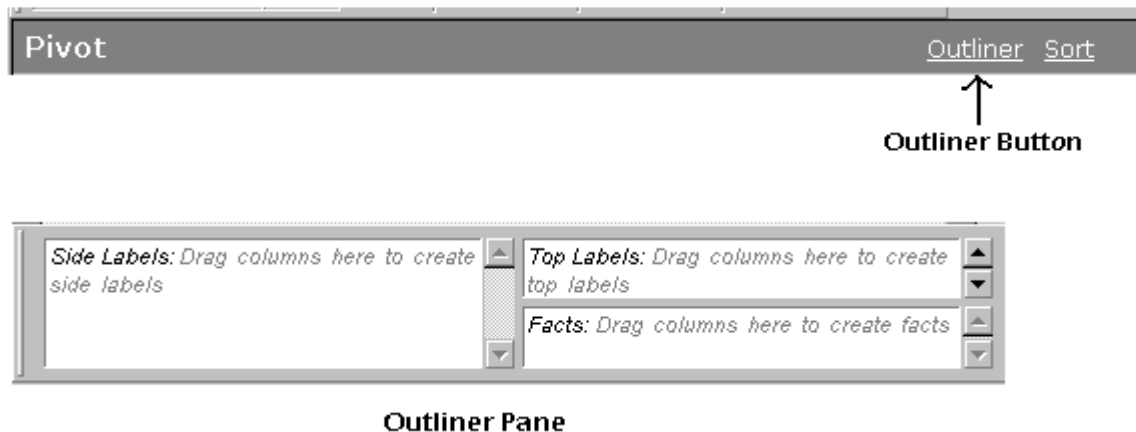 Pivot
Outliner Sort
Outliner Button
Side Labels: Drag columns here to create
side labels
Top Labels: Drag columns here to create
top labels
Facts: Drag columns here to create facts
Outliner Pane